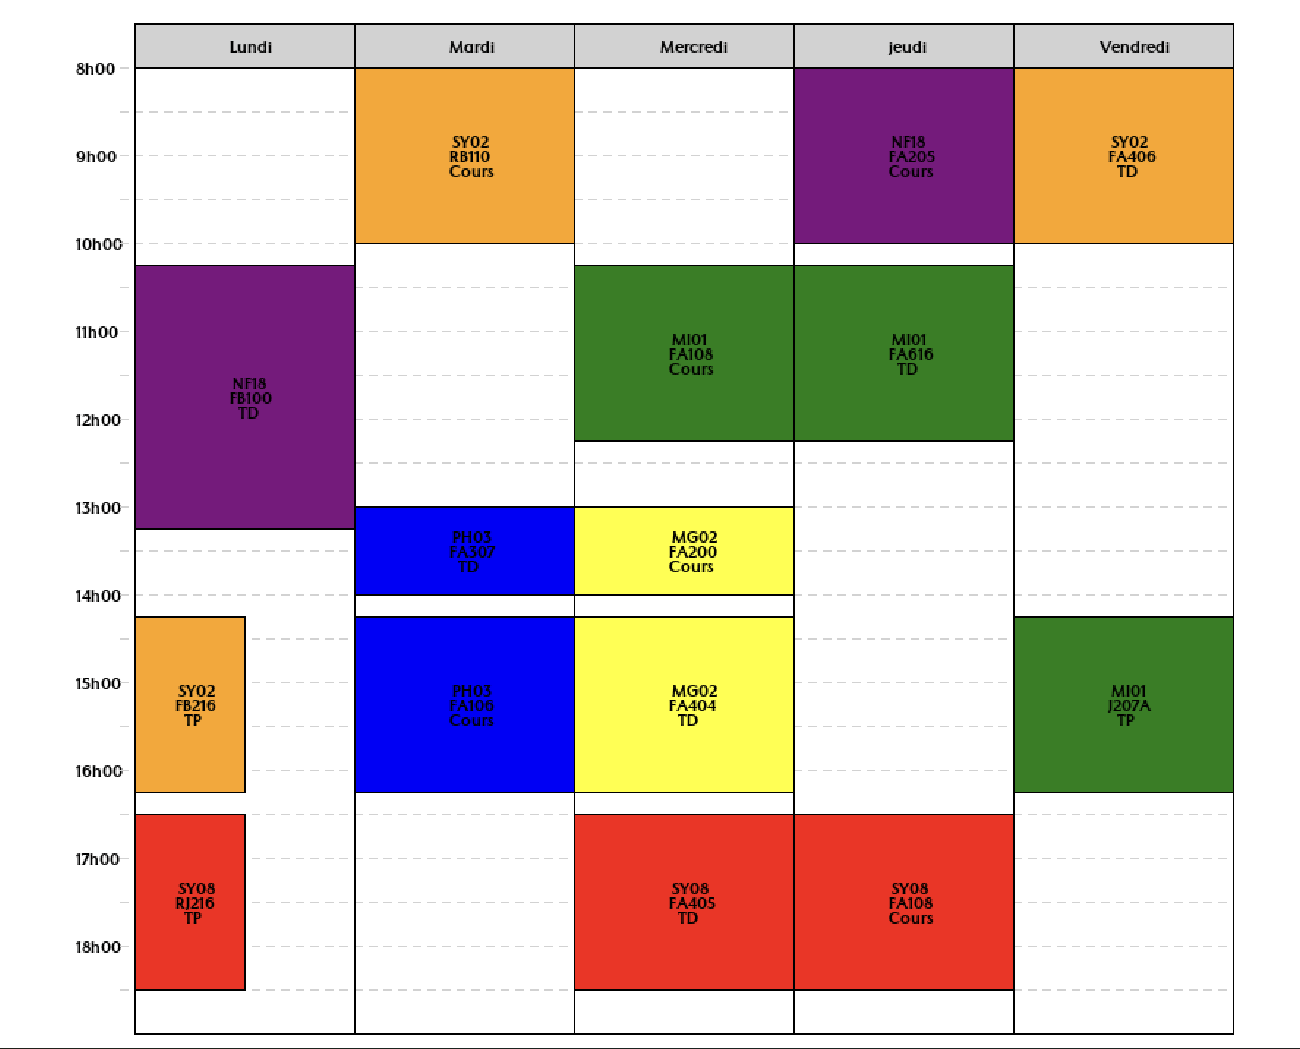 Lundi
Mardi
Mercredi
jeudi
Vendredi
8h00
9h00
10h00
11h00
12h00
13h00
14h00
15h00
16h00
17h00
18h00
NF18
FB100
TD
SY02
FB216
TP
SY08
RJ216
TP
SY02
RB110
Cours
PH03
FA307
TD
PH03
FA106
Cours
MI01
FA108
Cours
MG02
FA200
Cours
MG02
FA404
TD
SY08
FA405
TD
NF18
FA205
Cours
MI01
FA616
TD
SY08
FA108
Cours
SY02
FA406
TD
MI01
J207A
TP